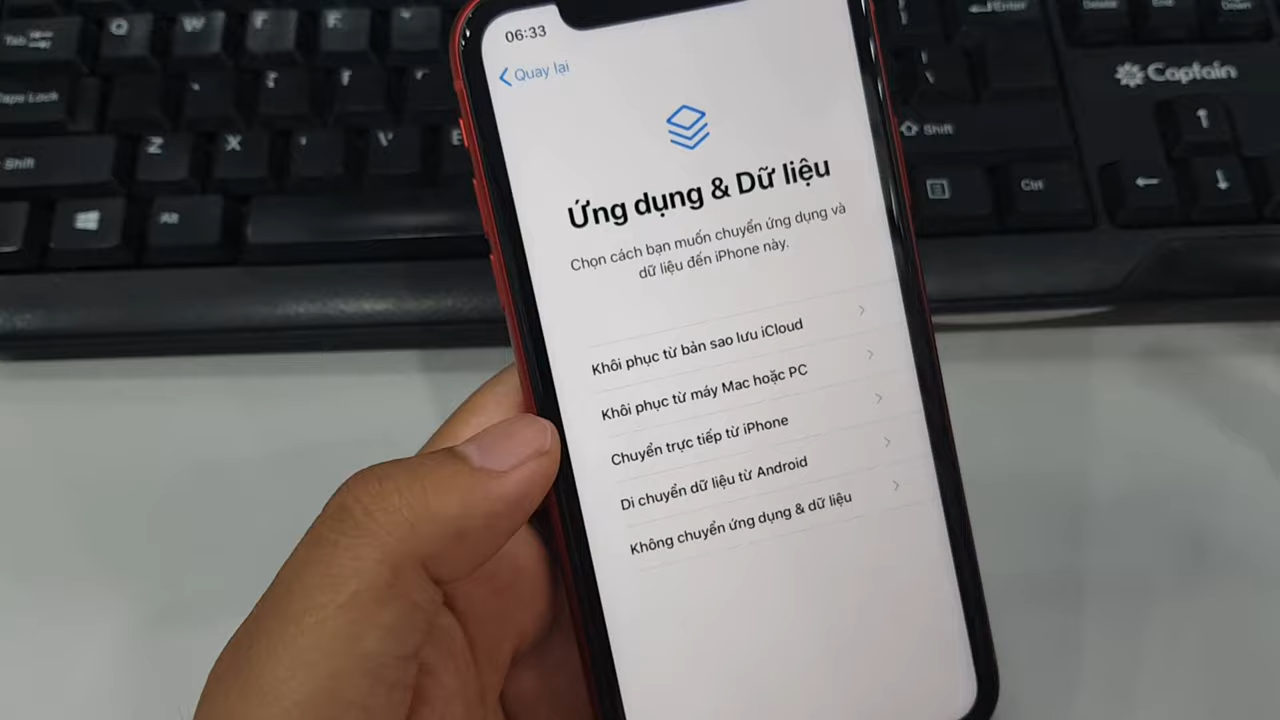 Tab
Q
W
F
F
Caps Lock
Shift
Z
X
Alt
Enter
Delete
End
Down
Captain
Shift
Ctrl
06:33
Quay lại
Ứng dụng & Dữ liệu
Chọn cách bạn muốn chuyển ứng dụng và
dữ liệu đến iPhone này.
Khôi phục từ bản sao lưu iCloud
Khôi phục từ máy Mac hoặc PC
Chuyển trực tiếp từ iPhone
Di chuyển dữ liệu từ Android
Không chuyển ứng dụng & dữ liệu